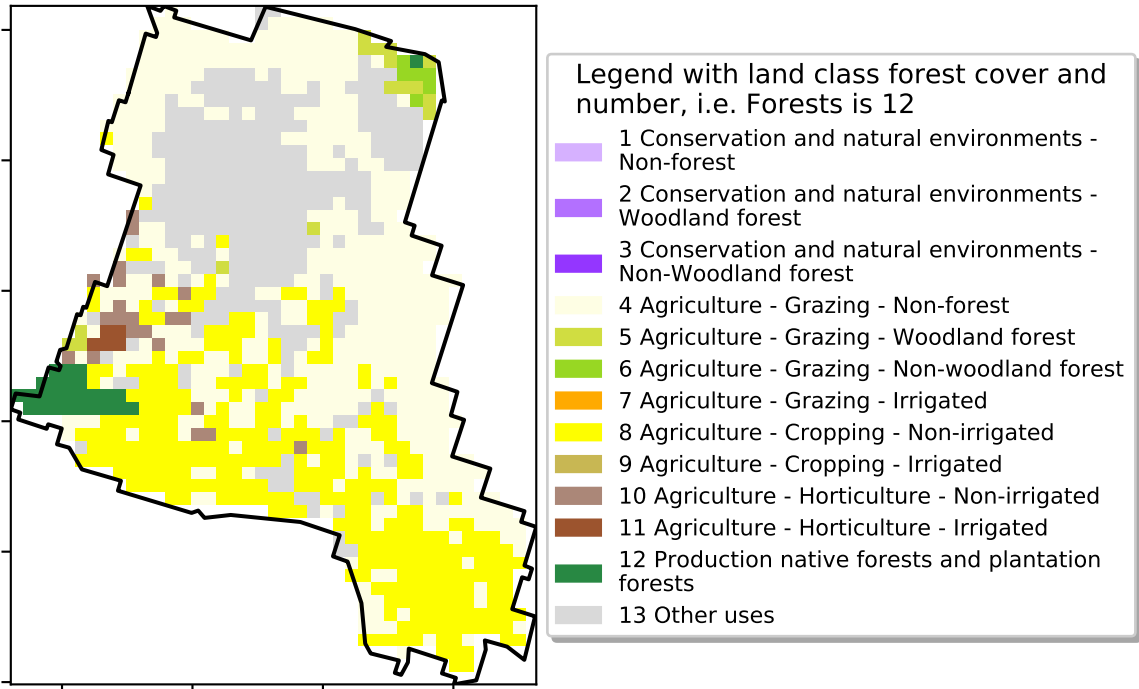 Legend with land class forest cover and
number, i.e. Forests is 12
1 Conservation and natural environments -
Non-forest
2 Conservation and natural environments -
Woodland forest
3 Conservation and natural environments -
Non-Woodland forest
4 Agriculture - Grazing - Non-forest
5 Agriculture - Grazing - Woodland forest
6 Agriculture - Grazing - Non-woodland forest
7 Agriculture - Grazing - Irrigated
8 Agriculture - Cropping - Non-irrigated
9 Agriculture - Cropping - Irrigated
10 Agriculture - Horticulture - Non-irrigated
11 Agriculture - Horticulture - Irrigated
12 Production native forests and plantation
forests
13 Other uses